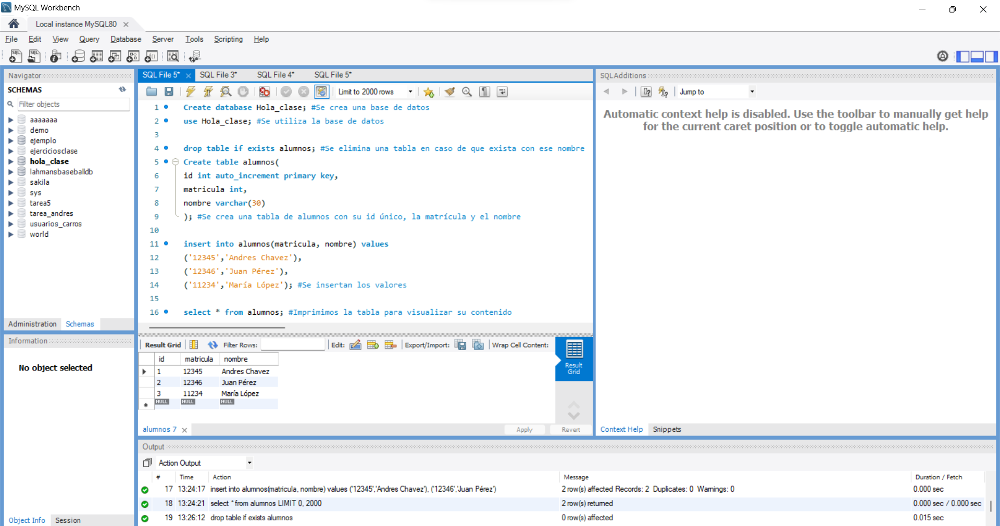 MySQL Workbench
Local instance MySQL80
File Edit View Query Database Server Tools Scripting Help
Navigator
SCHEMAS
Filter objects
aaaaaaa
demo
ejemplo
ejerciciosclase
hola_clase
lahmansbaseballdb
sakila
sys
tarea5
tarea_andres
usuarios_carros
world
Administration Schemas
Information
No object selected
Object Info Session
SQL File 5* SQL File 3* SQL File 4* SQL File 5*
Limit to 2000 rows
1 Create database Hola_clase; #Se crea una base de datos
2 use Hola_clase; #Se utiliza la base de datos
3
4 drop table if exists alumnos; #Se elimina una tabla en caso de que exista con ese nombre
5 Create table alumnos(
6 id int auto_increment primary key,
7 matricula int,
8 nombre varchar(30)
9 ); #Se crea una tabla de alumnos con su id único, la matrícula y el nombre
10
11 insert into alumnos(matricula, nombre) values
12 ('12345','Andres Chavez'),
13 ('12346','Juan Pérez'),
14 ('11234','María López'); #Se insertan los valores
15
16 select * from alumnos; #Imprimimos la tabla para visualizar su contenido
Result Grid Filter Rows: Edit: Export/Import: Wrap Cell Content:
id matricula nombre
1 12345 Andres Chavez
2 12346 Juan Pérez
3 11234 María López
NULL NULL NULL
Result
Grid
alumnos 7 Apply Revert
SQLAdditions
Jump to
Automatic context help is disabled. Use the toolbar to manually get help
for the current caret position or to toggle automatic help.
Context Help Snippets
Output
Action Output
# Time Action Message Duration / Fetch
17 13:24:17 insert into alumnos(matricula, nombre) values ('12345','Andres Chavez'), ('12346','Juan Pérez') 2 row(s) affected Records: 2 Duplicates: 0 Warnings: 0 0.000 sec
18 13:24:21 select * from alumnos LIMIT 0, 2000 2 row(s) returned 0.000 sec / 0.000 sec
19 13:26:12 drop table if exists alumnos 0 row(s) affected 0.015 sec